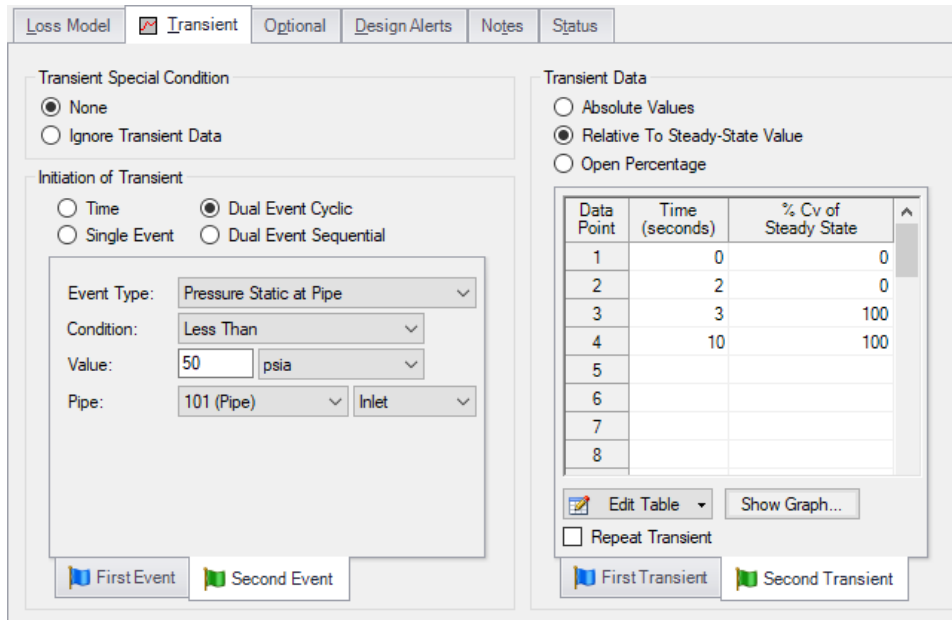 Loss Model Transient Optional Design Alerts Notes Status
Transient Special Condition
None
Ignore Transient Data
Initiation of Transient
Time Dual Event Cyclic
Single Event Dual Event Sequential
Event Type: Pressure Static at Pipe
Condition: Less Than
Value: 50 psia
Pipe: 101 (Pipe) Inlet
First Event Second Event
Transient Data
Absolute Values
Relative To Steady-State Value
Open Percentage
Data Point Time (seconds) % Cv of Steady State
1 0 0
2 2 0
3 3 100
4 10 100
5
6
7
8
Edit Table Show Graph...
Repeat Transient
First Transient Second Transient